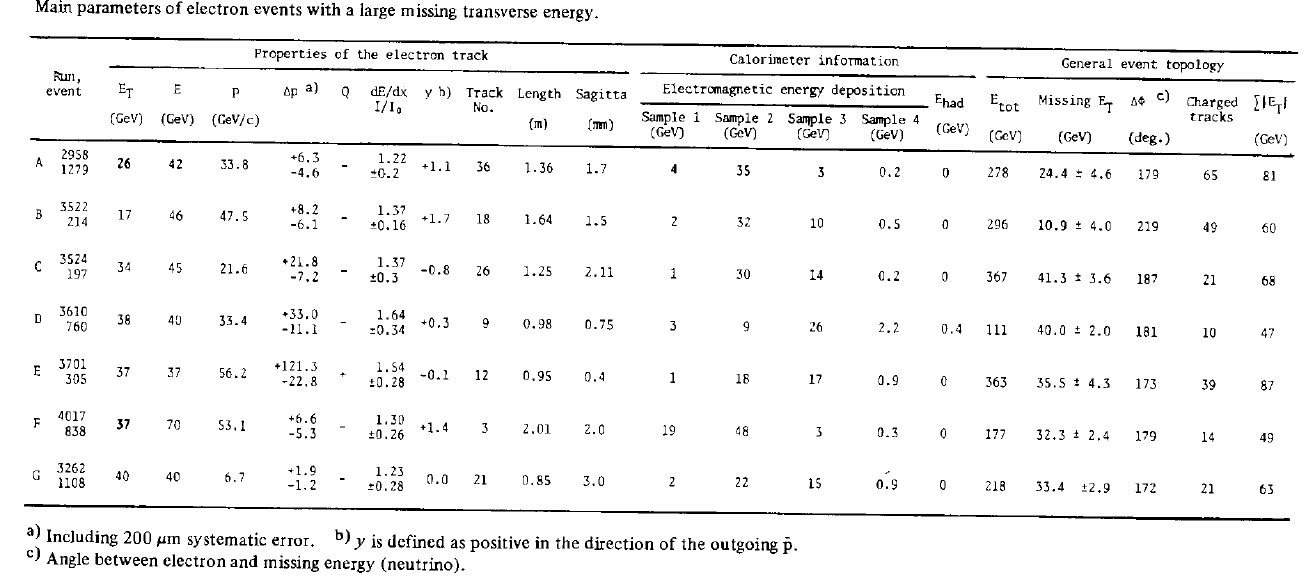 Main parameters of electron events with a large missing transverse energy.
Properties of the electron track Calorimeter information General event topology
Run, event E_T (GeV) E (GeV) p (GeV/c) Δp a) Q dE/dx I/I₀ y b) Track No. Length (m) Sagitta (mm) Electromagnetic energy deposition Sample 1 (GeV) Sample 2 (GeV) Sample 3 (GeV) Sample 4 (GeV) E_had (GeV) E_tot (GeV) Missing E_T (GeV) ΔΦ c) (deg.) Charged tracks Σ|E_T| (GeV)
A 2958 1279 26 42 33.8 +6.3 -4.6 - 1.22 ±0.2 +1.1 36 1.36 1.7 4 35 3 0.2 0 278 24.4 ± 4.6 179 65 81
B 3522 214 17 46 47.5 +8.2 -6.1 - 1.37 ±0.16 +1.7 18 1.64 1.5 2 32 10 0.5 0 296 10.9 ± 4.0 219 49 60
C 3524 197 34 45 21.6 +21.8 -7.2 - 1.37 ±0.3 -0.8 26 1.25 2.11 1 30 14 0.2 0 367 41.3 ± 3.6 187 21 68
D 3610 760 38 40 33.4 +33.0 -11.1 - 1.64 ±0.34 +0.3 9 0.98 0.75 3 9 26 2.2 0.4 111 40.0 ± 2.0 181 10 47
E 3701 305 37 37 56.2 +121.3 -22.8 + 1.54 ±0.28 -0.1 12 0.95 0.4 1 18 17 0.9 0 363 35.5 ± 4.3 173 39 87
F 4017 838 37 70 53.1 +6.6 -5.3 - 1.30 ±0.26 +1.4 3 2.01 2.0 19 48 3 0.3 0 177 32.3 ± 2.4 179 14 49
G 3262 1108 40 40 6.7 +1.9 -1.2 - 1.23 ±0.28 0.0 21 0.85 3.0 2 22 15 0.9 0 218 33.4 ±2.9 172 21 63
a) Including 200 μm systematic error. b) y is defined as positive in the direction of the outgoing p̄.
c) Angle between electron and missing energy (neutrino).